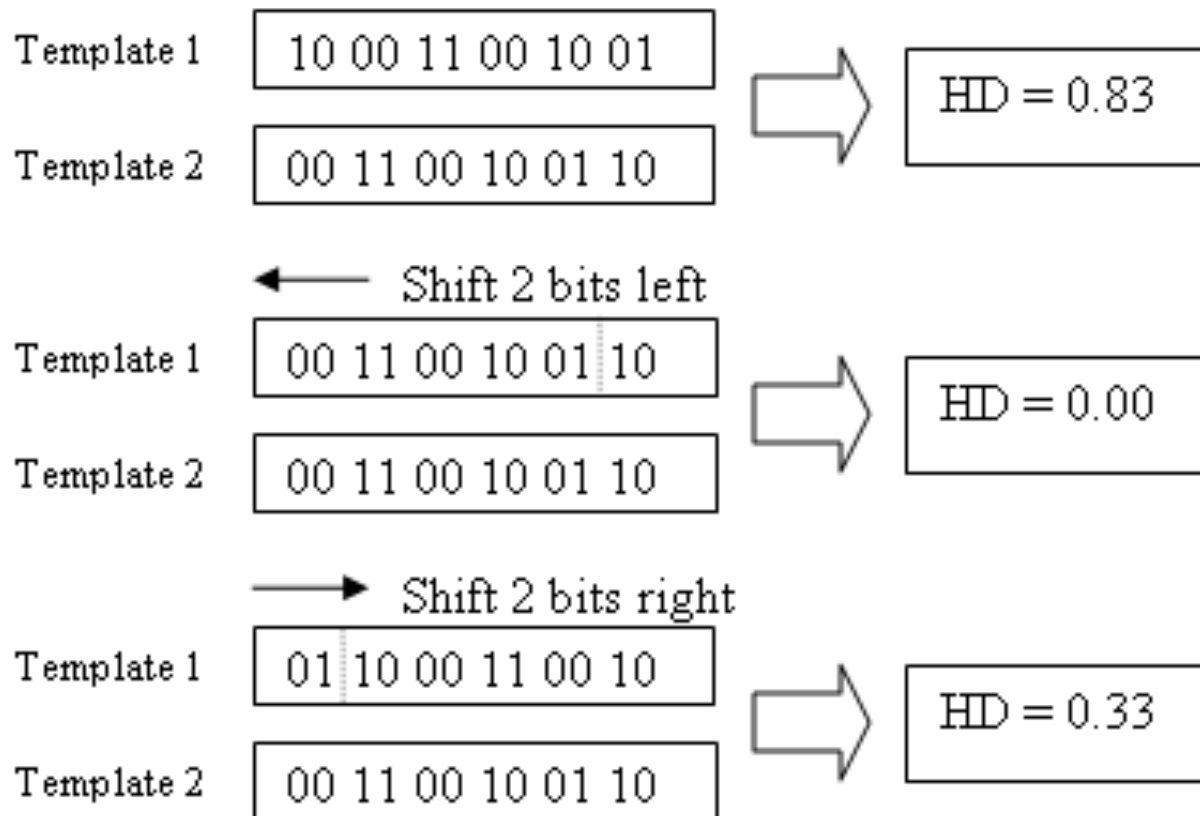 Template 1 10 00 11 00 10 01
HD = 0.83
Template 2 00 11 00 10 01 10
Shift 2 bits left
Template 1 00 11 00 10 01 10
HD = 0.00
Template 2 00 11 00 10 01 10
Shift 2 bits right
Template 1 01 10 00 11 00 10
HD = 0.33
Template 2 00 11 00 10 01 10